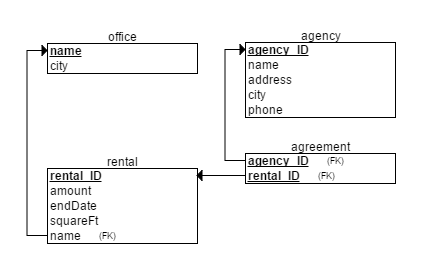 office
name
city
agency
agency_ID
name
address
city
phone
agreement
agency_ID (FK)
rental_ID (FK)
rental
rental_ID
amount
endDate
squareFt
name (FK)